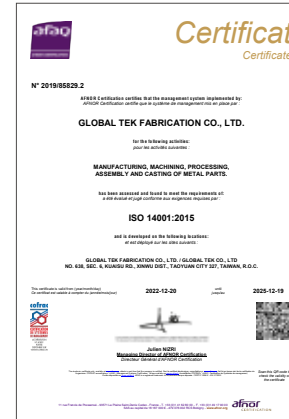 afaq
Certificat
Certificate
N° 2019/85829.2
AFNOR Certification certifies that the management system implemented by:
AFNOR Certification certifie que le système de management mis en place par :
GLOBAL TEK FABRICATION CO., LTD.
for the following activities:
pour les activités suivantes :
MANUFACTURING, MACHINING, PROCESSING,
ASSEMBLY AND CASTING OF METAL PARTS.
has been assessed and found to meet the requirements of:
a été évalué et jugé conforme aux exigences requises par :
ISO 14001:2015
and is developed on the following locations:
et est déployé sur les sites suivants :
GLOBAL TEK FABRICATION CO., LTD. / GLOBAL TEK CO., LTD
NO. 638, SEC. 6, KUAISU RD., XINWU DIST., TAOYUAN CITY 327, TAIWAN, R.O.C.
This certificate is valid from (year/month/day)
Ce certificat est valable à compter du (année/mois/jour)
2022-12-20
until
jusqu'au
2025-12-19
cofrac
Julien NIZRI
Managing Director of AFNOR Certification
Directeur Général d'AFNOR Certification
afnor
CERTIFICATION